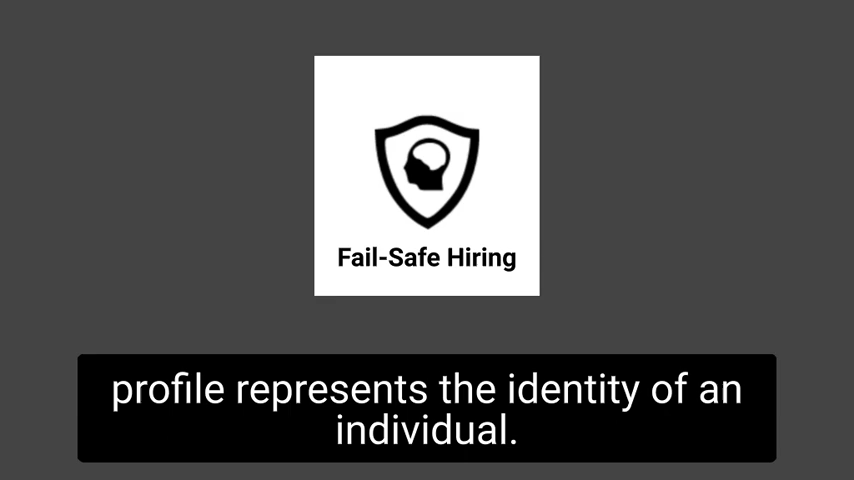 Fail-Safe Hiring
profile represents the identity of an
individual.